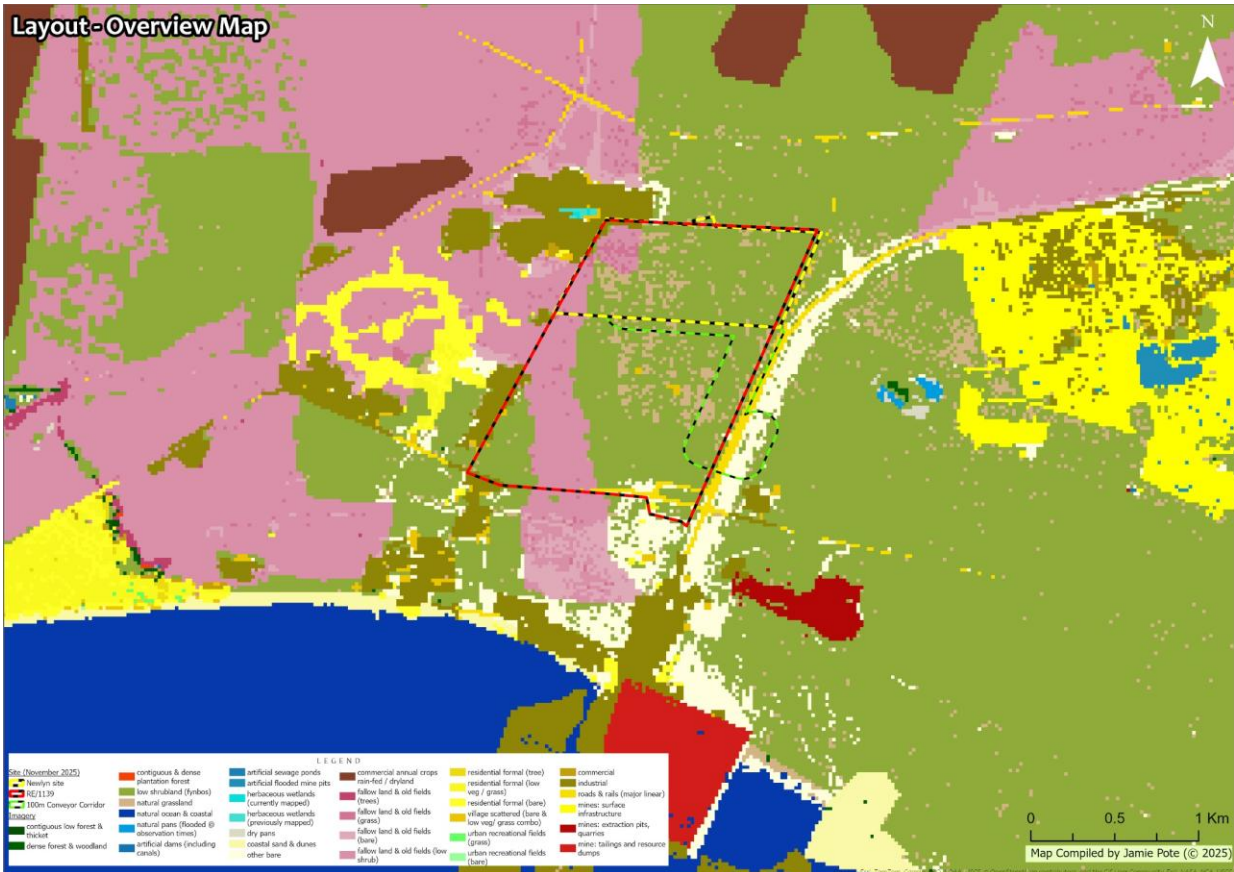 Layout - Overview Map
N
LEGEND
Site (November 2025)
Newlyn site
RE/1139
100m Conveyor Corridor
Imagery
contiguous low forest &
thicket
dense forest & woodland
contiguous & dense
plantation forest
low shrubland (fynbos)
natural grassland
natural ocean & coastal
natural pans (flooded @
observation times)
artificial dams (including
canals)
artificial sewage ponds
artificial flooded mine pits
herbaceous wetlands
(currently mapped)
herbaceous wetlands
(previously mapped)
dry pans
coastal sand & dunes
other bare
commercial annual crops
rain-fed / dryland
fallow land & old fields
(trees)
fallow land & old fields
(grass)
fallow land & old fields
(bare)
fallow land & old fields (low
shrub)
residential formal (tree)
residential formal (low
veg / grass)
residential formal (bare)
village scattered (bare &
low veg/ grass combo)
urban recreational fields
(grass)
urban recreational fields
(bare)
commercial
industrial
roads & rails (major linear)
mines: surface
infrastructure
mines: extraction pits,
quarries
mine: tailings and resource
dumps
0 0.5 1 Km
Map Compiled by Jamie Pote (© 2025)